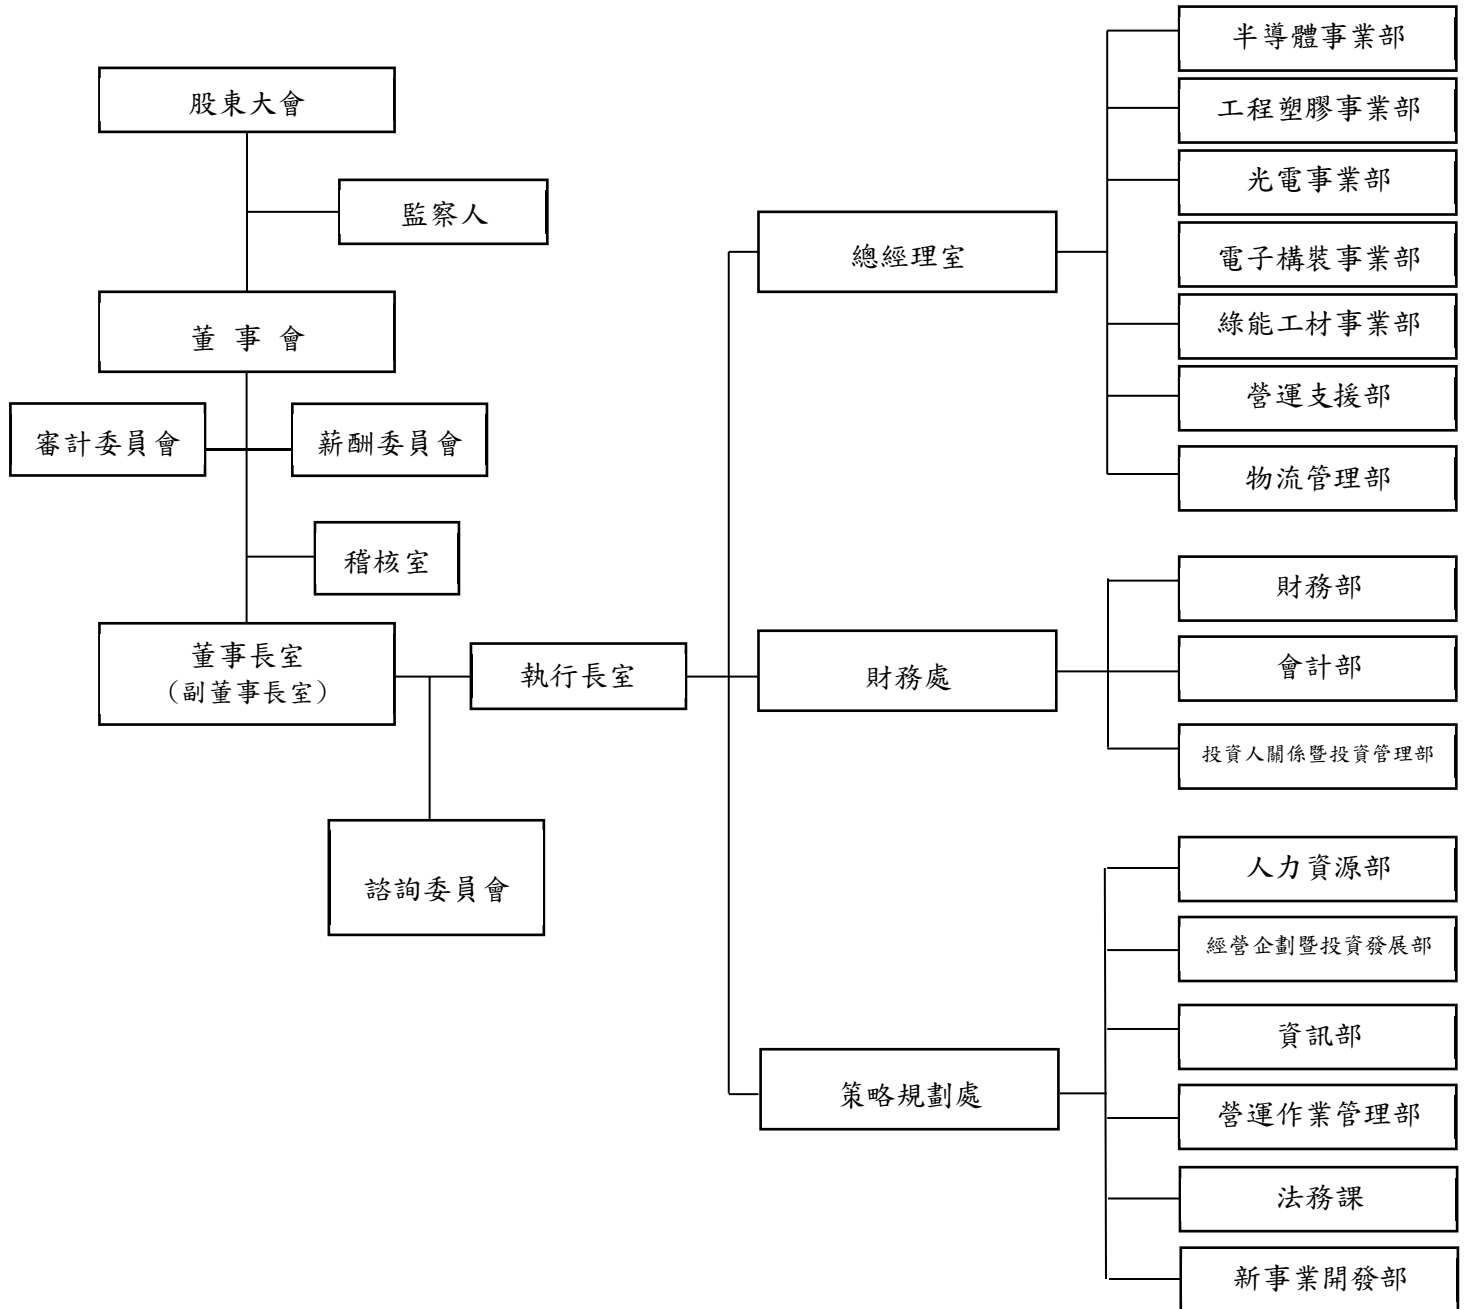 股東大會
監察人
董 事 會
審計委員會
薪酬委員會
稽核室
董事長室
（副董事長室）
執行長室
諮詢委員會
總經理室
半導體事業部
工程塑膠事業部
光電事業部
電子構裝事業部
綠能工材事業部
營運支援部
物流管理部
財務處
財務部
會計部
投資人關係暨投資管理部
策略規劃處
人力資源部
經營企劃暨投資發展部
資訊部
營運作業管理部
法務課
新事業開發部